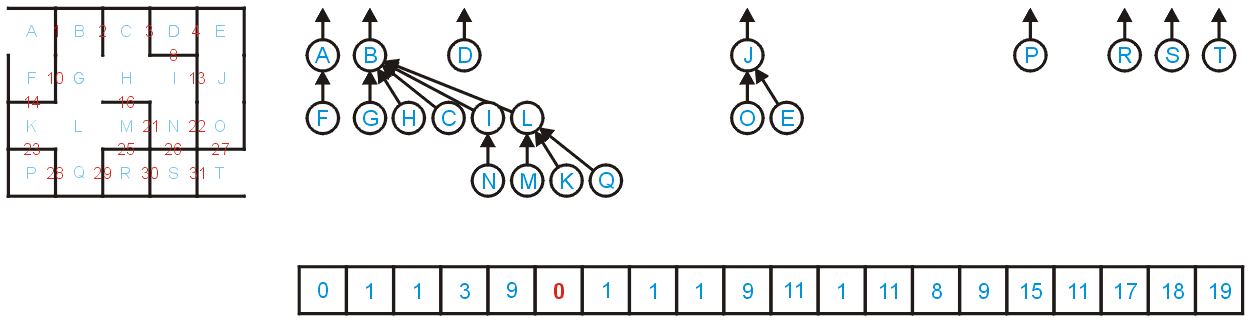 A 1 B 2 C 3 D 4 E
8
F 10 G H I 13 J
14 16
K L M 21 N 22 O
23 25 26 27
P 28 Q 29 R 30 S 31 T
A B D J P R S T
F G H C I L O E
N M K Q
0 1 1 3 9 0 1 1 1 9 11 1 11 8 9 15 11 17 18 19